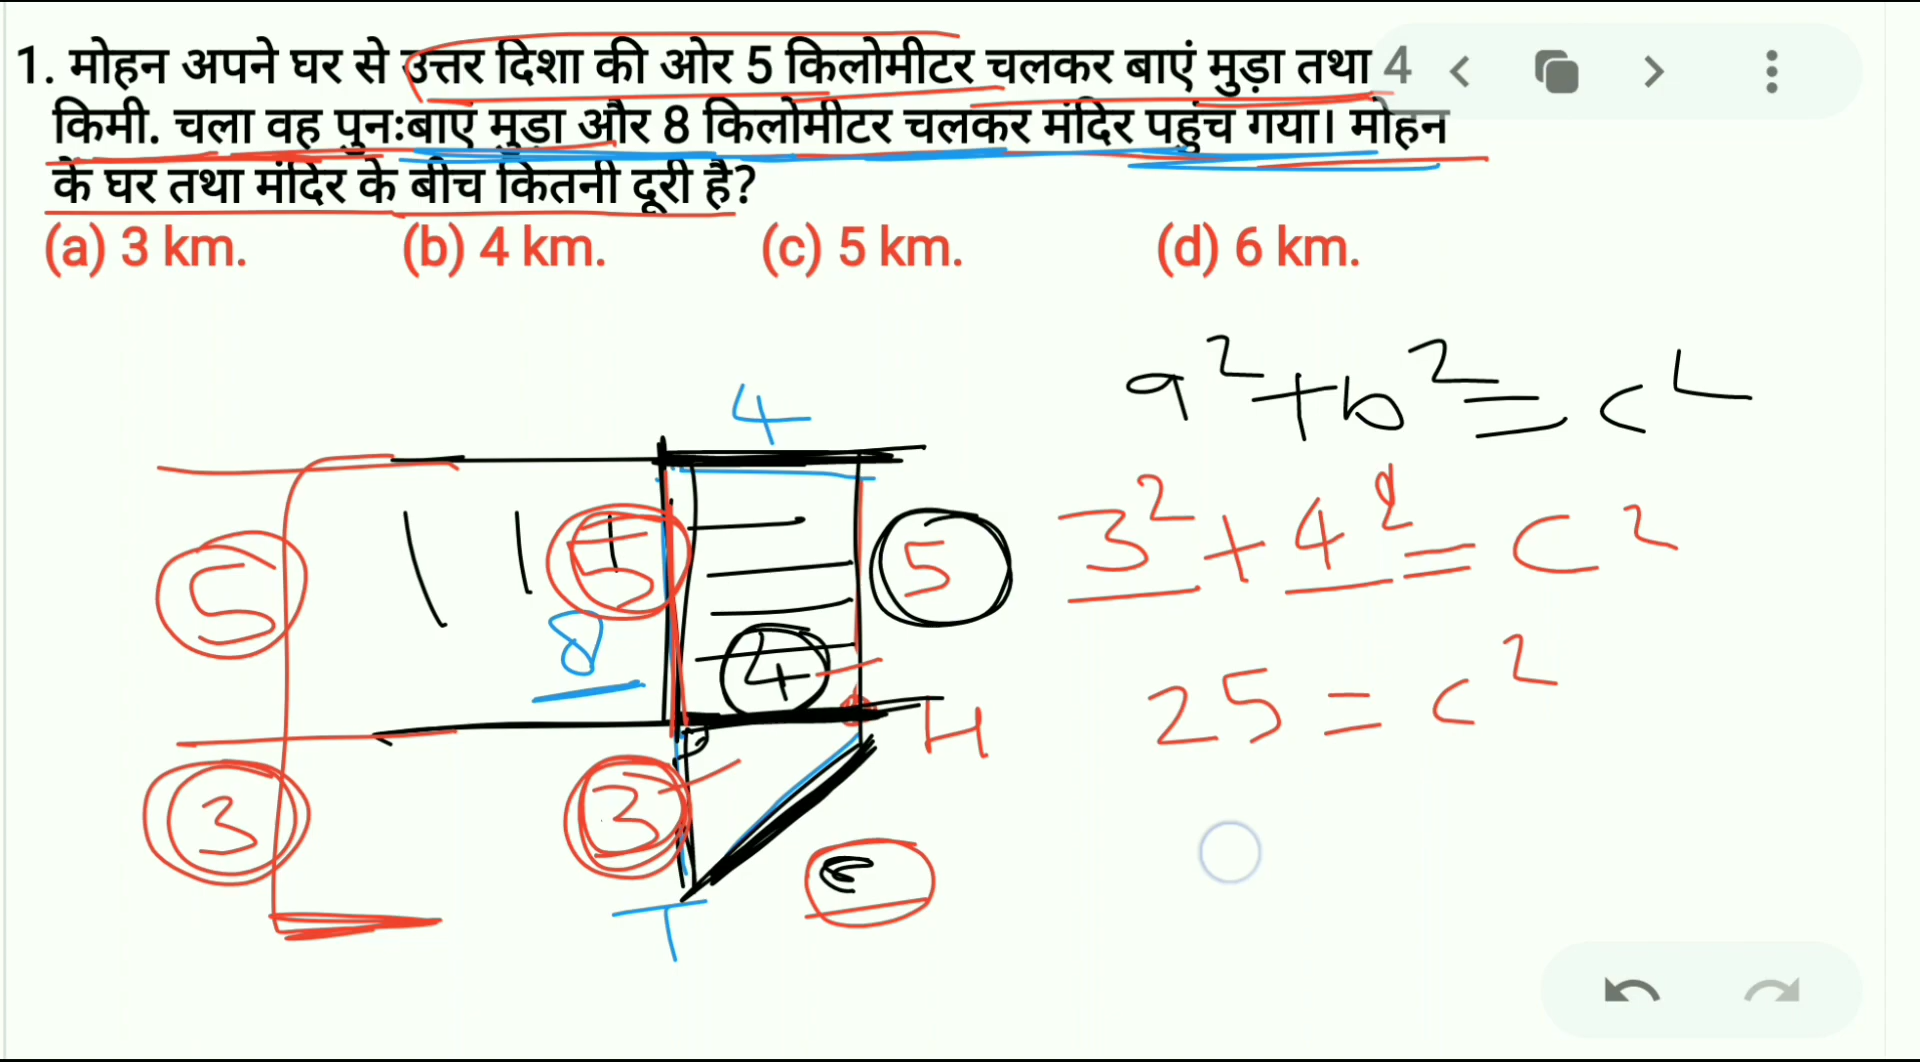 1. मोहन अपने घर से उत्तर दिशा की ओर 5 किलोमीटर चलकर बाएं मुड़ा तथा 4
किमी. चला वह पुनःबाएं मुड़ा और 8 किलोमीटर चलकर मंदिर पहुंच गया। मोहन
के घर तथा मंदिर के बीच कितनी दूरी है?
(a) 3 km. (b) 4 km. (c) 5 km. (d) 6 km.
a²+b²=c²
4
3²+4²=c²
5 5 5
8
4
25=c²
H
3 3
T